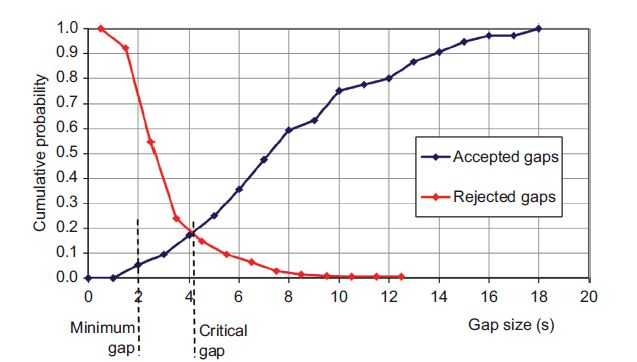 Cumulative probability
1.0
0.9
0.8
0.7
0.6
0.5
0.4
0.3
0.2
0.1
0.0
0 2 4 6 8 10 12 14 16 18 20
Accepted gaps
Rejected gaps
Minimum
gap
Critical
gap
Gap size (s)